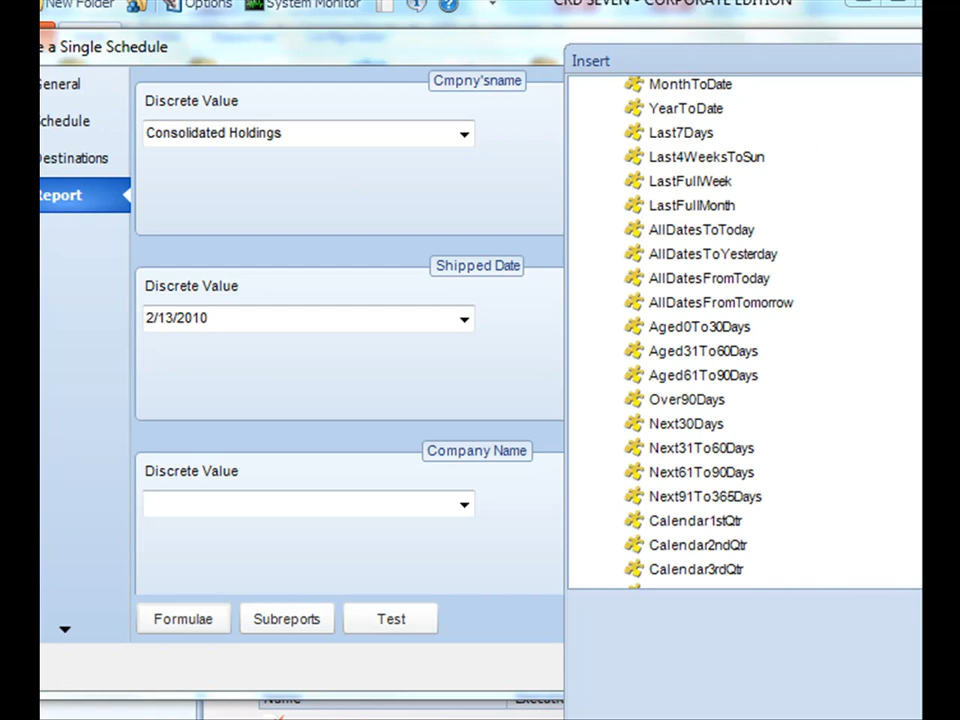 New Folder
Options
System Monitor
CRD SEVEN - CORPORATE EDITION
e a Single Schedule
Insert
General
Schedule
Destinations
Report
Cmpny'sname
Discrete Value
Consolidated Holdings
Shipped Date
Discrete Value
2/13/2010
Company Name
Discrete Value
Formulae
Subreports
Test
MonthToDate
YearToDate
Last7Days
Last4WeeksToSun
LastFullWeek
LastFullMonth
AllDatesToToday
AllDatesToYesterday
AllDatesFromToday
AllDatesFromTomorrow
Aged0To30Days
Aged31To60Days
Aged61To90Days
Over90Days
Next30Days
Next31To60Days
Next61To90Days
Next91To365Days
Calendar1stQtr
Calendar2ndQtr
Calendar3rdQtr
Name